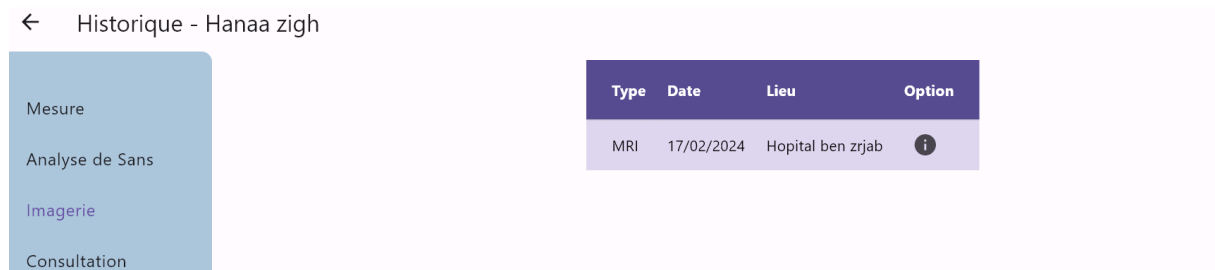 Historique - Hanaa zigh
Mesure
Analyse de Sans
Imagerie
Consultation
Type Date Lieu Option
MRI 17/02/2024 Hopital ben zrjab